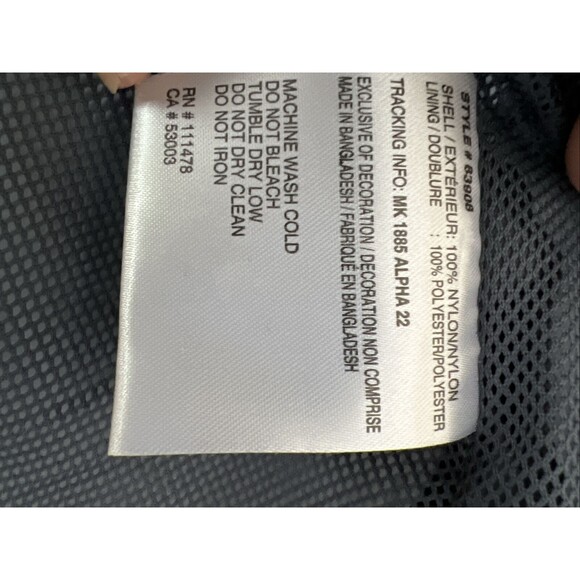 STYLE # 53908
SHELL / EXTÉRIEUR: 100% NYLON/NYLON
LINING / DOUBLURE : 100% POLYESTER/POLYESTER
TRACKING INFO: MK 1885 ALPHA 22
EXCLUSIVE OF DECORATION / DECORATION NON COMPRISE
MADE IN BANGLADESH / FABRIQUÉ EN BANGLADESH
MACHINE WASH COLD
DO NOT BLEACH
TUMBLE DRY LOW
DO NOT DRY CLEAN
DO NOT IRON
RN # 111478
CA # 53003